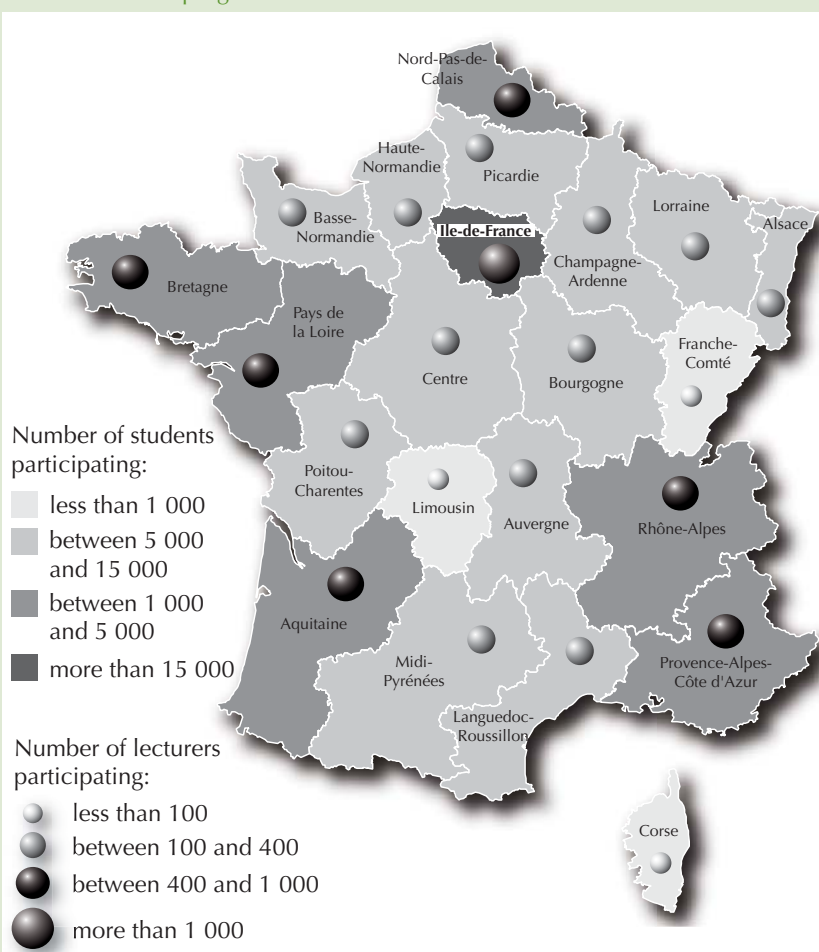 Nord-Pas-de-
Calais
Haute-
Normandie
Picardie
Basse-
Normandie
Ile-de-France
Lorraine
Alsace
Champagne-
Ardenne
Bretagne
Pays de
la Loire
Centre
Bourgogne
Franche-
Comté
Poitou-
Charentes
Limousin
Auvergne
Rhône-Alpes
Aquitaine
Midi-
Pyrénées
Languedoc-
Roussillon
Provence-Alpes-
Côte d'Azur
Corse
Number of students
participating:
less than 1 000
between 5 000
and 15 000
between 1 000
and 5 000
more than 15 000
Number of lecturers
participating:
less than 100
between 100 and 400
between 400 and 1 000
more than 1 000